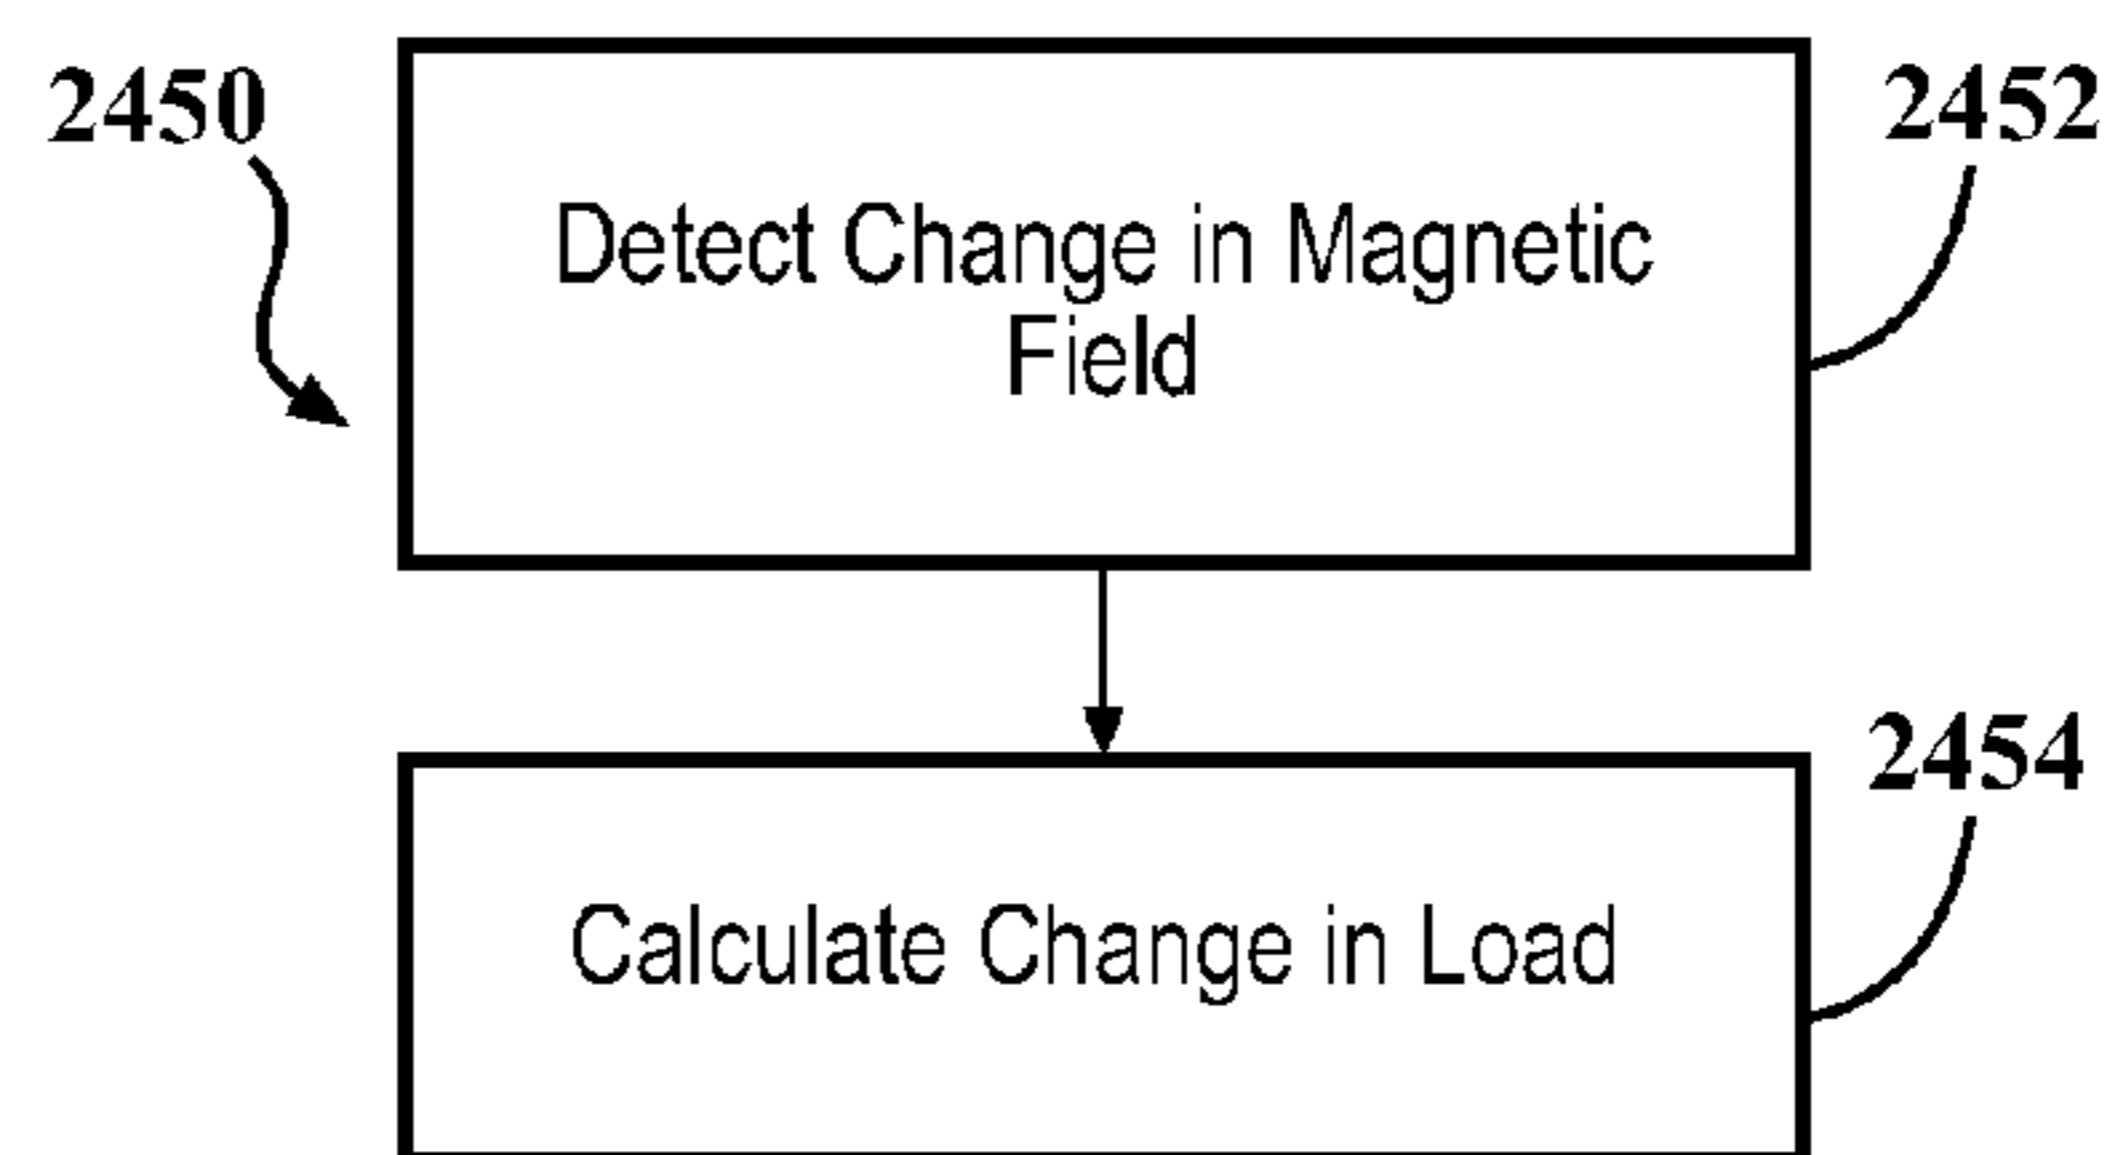 2450
2452
Detect Change in Magnetic
Field
2454
Calculate Change in Load